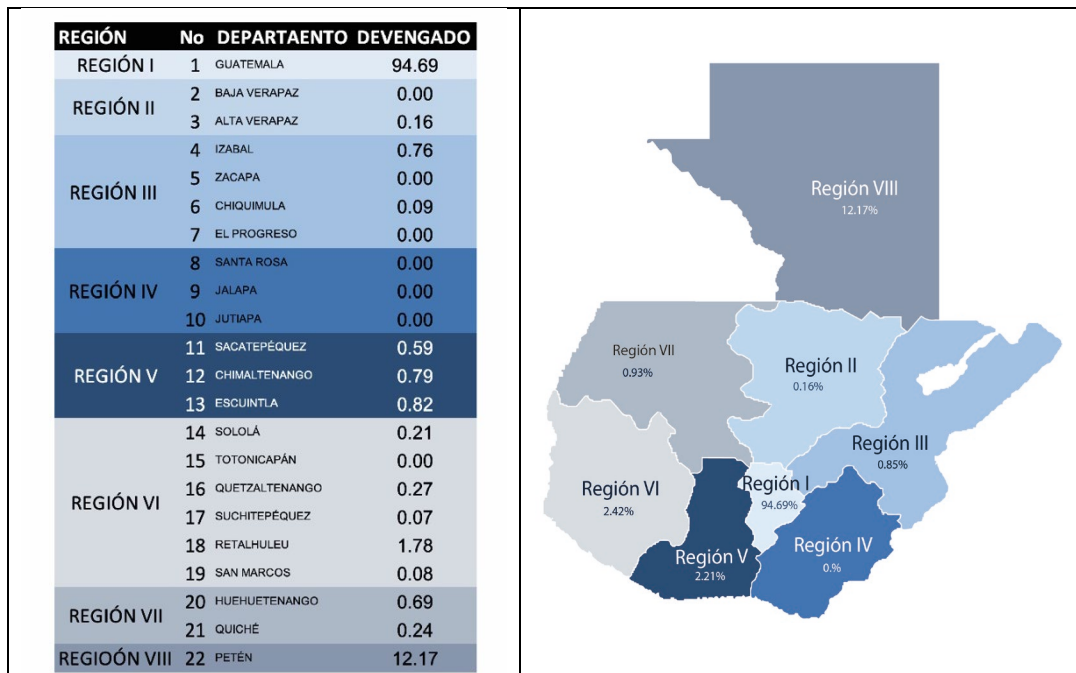 REGIÓN No DEPARTAENTO DEVENGADO
REGIÓN I 1 GUATEMALA 94.69
REGIÓN II
2 BAJA VERAPAZ 0.00
3 ALTA VERAPAZ 0.16
REGIÓN III
4 IZABAL 0.76
5 ZACAPA 0.00
6 CHIQUIMULA 0.09
7 EL PROGRESO 0.00
REGIÓN IV
8 SANTA ROSA 0.00
9 JALAPA 0.00
10 JUTIAPA 0.00
REGIÓN V
11 SACATEPÉQUEZ 0.59
12 CHIMALTENANGO 0.79
13 ESCUINTLA 0.82
REGIÓN VI
14 SOLOLÁ 0.21
15 TOTONICAPÁN 0.00
16 QUETZALTENANGO 0.27
17 SUCHITEPÉQUEZ 0.07
18 RETALHULEU 1.78
19 SAN MARCOS 0.08
REGIÓN VII
20 HUEHUETENANGO 0.69
21 QUICHÉ 0.24
REGIOÓN VIII 22 PETÉN 12.17
Región VIII
12.17%
Región VII
0.93%
Región II
0.16%
Región III
0.85%
Región VI
2.42%
Región I
94.69%
Región V
2.21%
Región IV
0.%